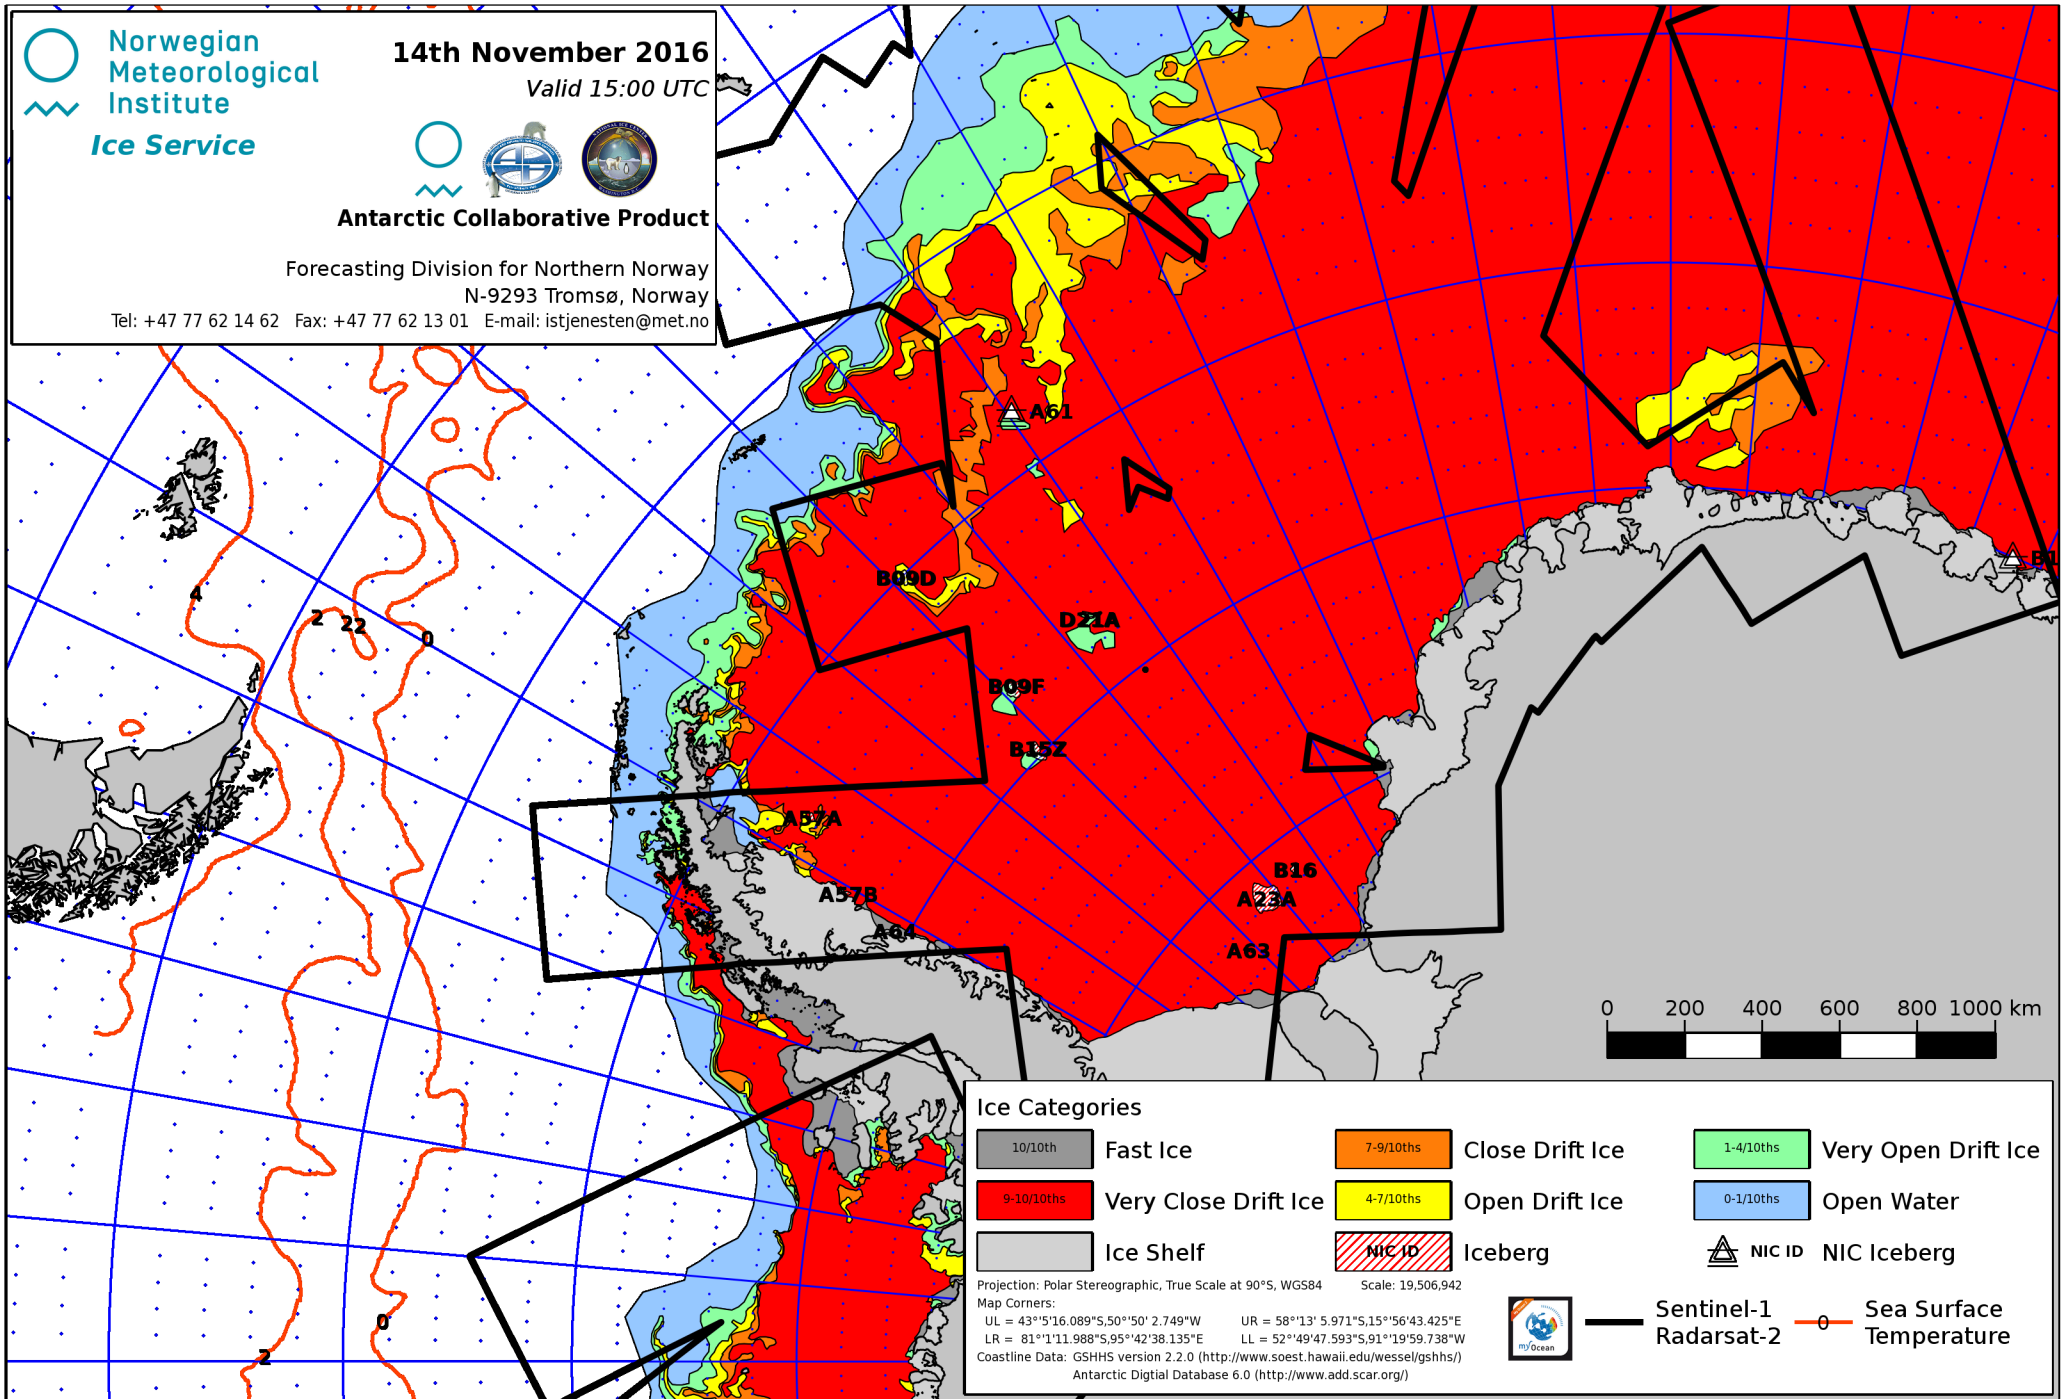 Norwegian
Meteorological
Institute
Ice Service
14th November 2016
Valid 15:00 UTC
Antarctic Collaborative Product
Forecasting Division for Northern Norway
N-9293 Tromsø, Norway
Tel: +47 77 62 14 62 Fax: +47 77 62 13 01 E-mail: istjenesten@met.no
A61
B1
B09D
4
2
22
0
D21A
B09F
B15Z
A57A
B16
A57B
A23A
A64
A63
0 200 400 600 800 1000 km
0
2
Ice Categories
10/10th Fast Ice
7-9/10ths Close Drift Ice
1-4/10ths Very Open Drift Ice
9-10/10ths Very Close Drift Ice
4-7/10ths Open Drift Ice
0-1/10ths Open Water
Ice Shelf
NIC ID Iceberg
NIC ID NIC Iceberg
Projection: Polar Stereographic, True Scale at 90°S, WGS84 Scale: 19,506,942
Map Corners:
UL = 43°'5'16.089"S,50°'50' 2.749"W UR = 58°'13' 5.971"S,15°'56'43.425"E
LR = 81°'1'11.988"S,95°'42'38.135"E LL = 52°'49'47.593"S,91°'19'59.738"W
Coastline Data: GSHHS version 2.2.0 (http://www.soest.hawaii.edu/wessel/gshhs/)
Antarctic Digtial Database 6.0 (http://www.add.scar.org/)
myOcean
Sentinel-1
Radarsat-2
0
Sea Surface
Temperature